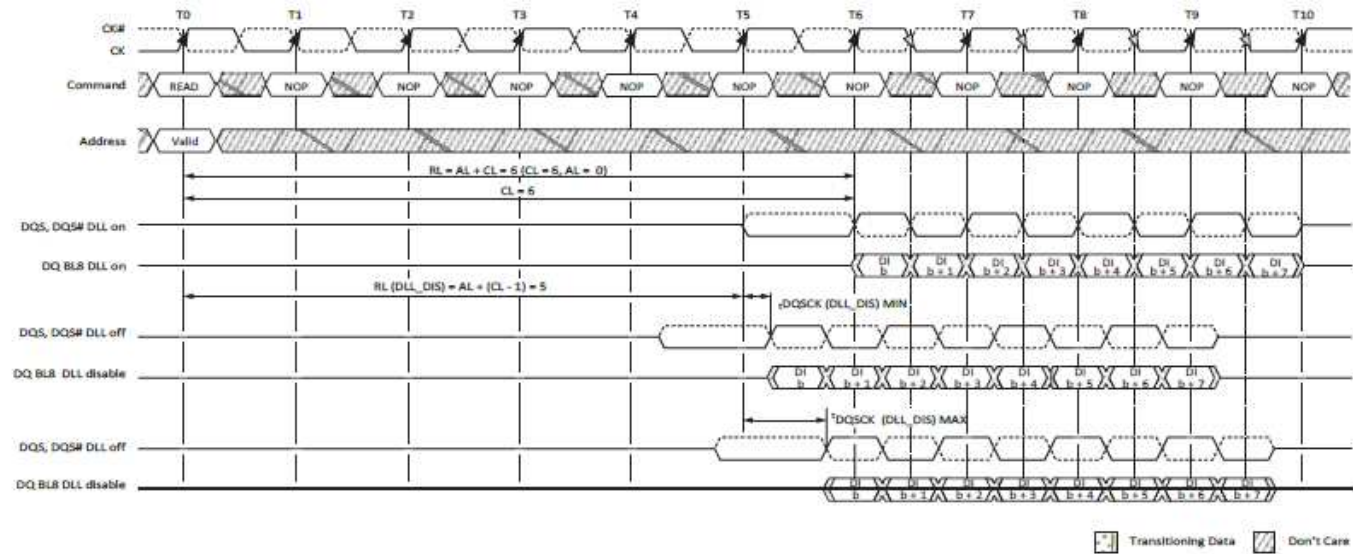 T0 T1 T2 T3 T4 T5 T6 T7 T8 T9 T10
CK#
CK
Command READ NOP NOP NOP NOP NOP NOP NOP NOP NOP NOP
Address Valid
RL = AL + CL = 6 (CL = 6, AL = 0)
CL = 6
DQS, DQS# DLL on
DQ BL8 DLL on DI b DI b + 1 DI b + 2 DI b + 3 DI b + 4 DI b + 5 DI b + 6 DI b + 7
RL (DLL_DIS) = AL + (CL - 1) = 5
tDQSCK (DLL_DIS) MIN
DQS, DQS# DLL off
DQ BL8 DLL disable DI b DI b + 1 DI b + 2 DI b + 3 DI b + 4 DI b + 5 DI b + 6 DI b + 7
tDQSCK (DLL_DIS) MAX
DQS, DQS# DLL off
DQ BL8 DLL disable DI b DI b + 1 DI b + 2 DI b + 3 DI b + 4 DI b + 5 DI b + 6 DI b + 7
Transitioning Data Don't Care